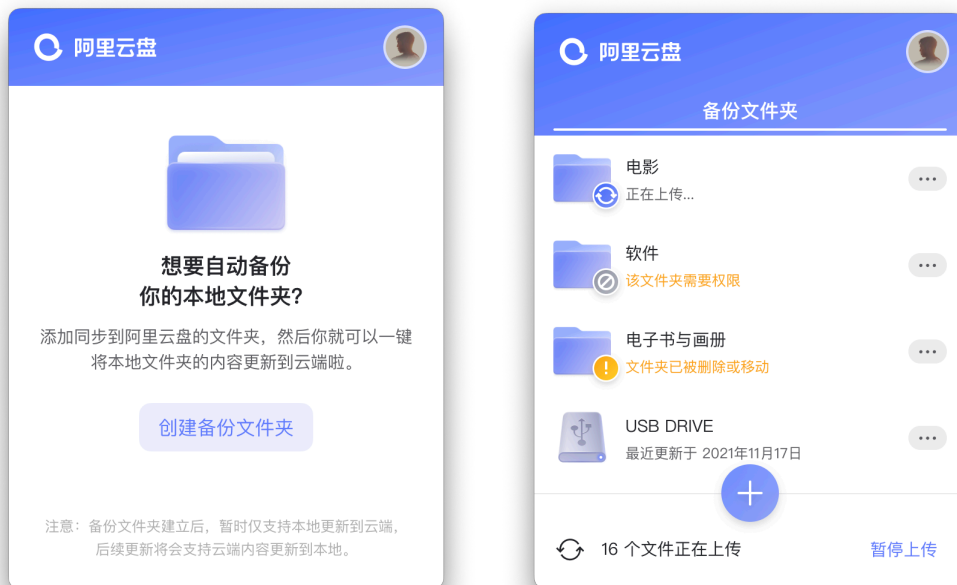 阿里云盘
想要自动备份
你的本地文件夹?
添加同步到阿里云盘的文件夹，然后你就可以一键
将本地文件夹的内容更新到云端啦。
创建备份文件夹
注意：备份文件夹建立后，暂时仅支持本地更新到云端，
后续更新将会支持云端内容更新到本地。
阿里云盘
备份文件夹
电影
正在上传...
软件
该文件夹需要权限
电子书与画册
文件夹已被删除或移动
USB DRIVE
最近更新于 2021年11月17日
16 个文件正在上传
暂停上传